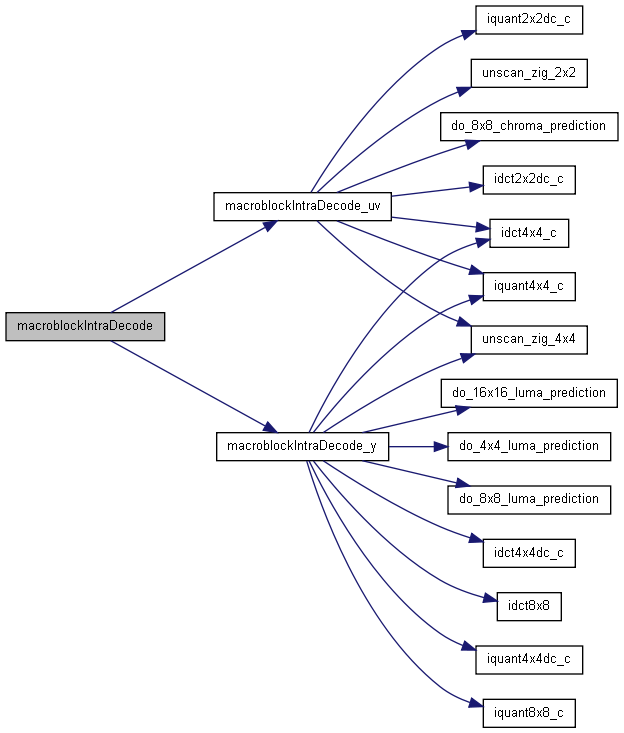 iquant2x2dc_c
unscan_zig_2x2
do_8x8_chroma_prediction
idct2x2dc_c
macroblockIntraDecode_uv
idct4x4_c
iquant4x4_c
macroblockIntraDecode
unscan_zig_4x4
do_16x16_luma_prediction
macroblockIntraDecode_y
do_4x4_luma_prediction
do_8x8_luma_prediction
idct4x4dc_c
idct8x8
iquant4x4dc_c
iquant8x8_c